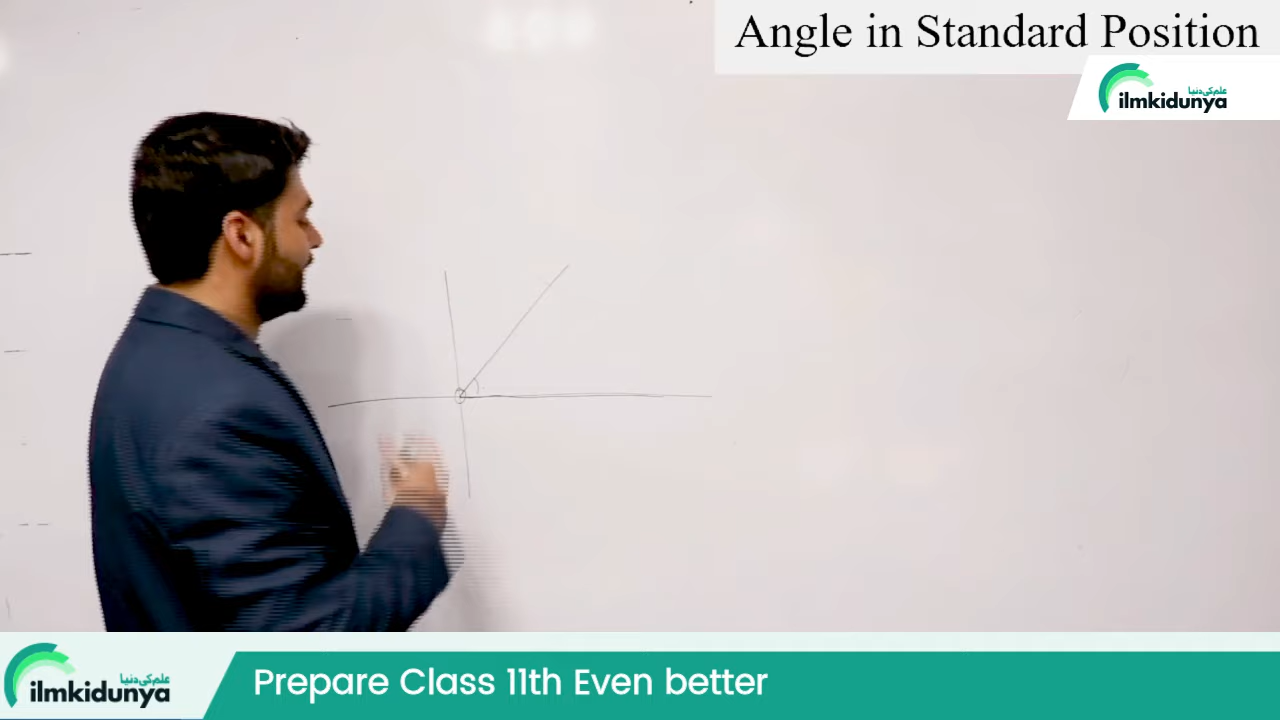 Angle in Standard Position
علم کی دنیا
ilmkidunya
علم کی دنیا
ilmkidunya
Prepare Class 11th Even better